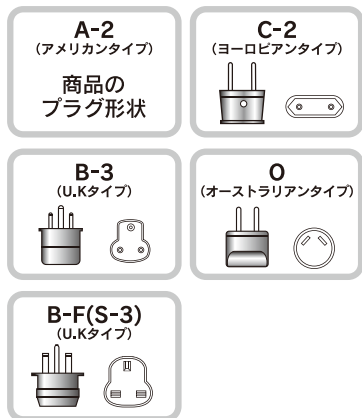 A-2
(アメリカンタイプ)
商品の
プラグ形状
C-2
(ヨーロピアンタイプ)
B-3
(U.Kタイプ)
O
(オーストラリアンタイプ)
B-F(S-3)
(U.Kタイプ)